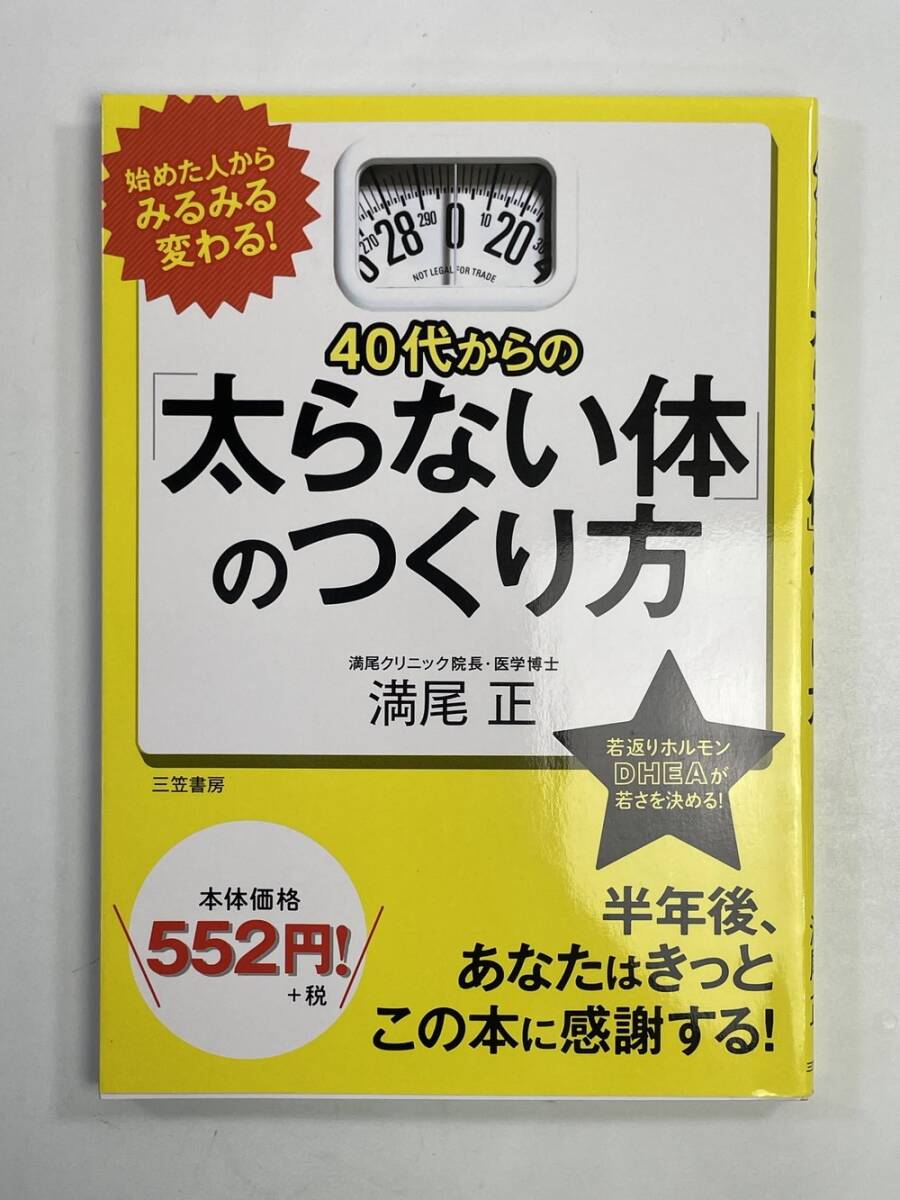 始めた人から
みるみる
変わる!
270 28 290 0 10 20 30
NOT LEGAL FOR TRADE
40代からの
「太らない体」
のつくり方
満尾クリニック院長・医学博士
満尾 正
三笠書房
若返りホルモン
DHEAが
若さを決める!
本体価格
552円!
+税
半年後、
あなたはきっと
この本に感謝する!